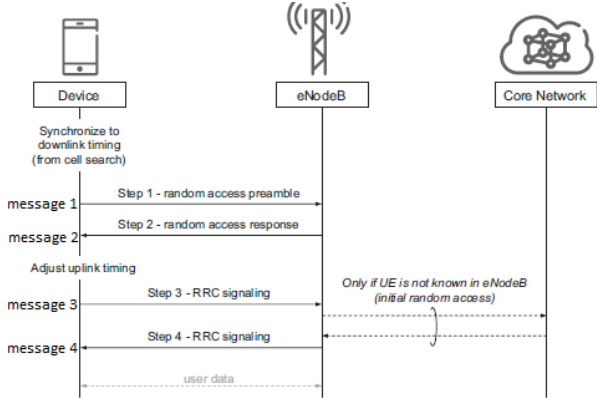 Device
eNodeB
Core Network
Synchronize to
downlink timing
(from cell search)
message 1
Step 1 - random access preamble
message 2
Step 2 - random access response
Adjust uplink timing
message 3
Step 3 - RRC signaling
Only if UE is not known in eNodeB
(initial random access)
message 4
Step 4 - RRC signaling
user data